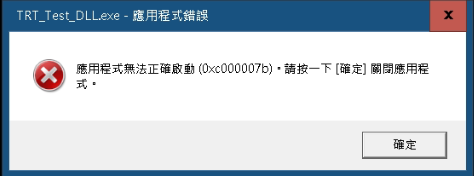 TRT_Test_DLL.exe - 應用程式錯誤
x
應用程式無法正確啟動 (0xc000007b)。請按一下 [確定] 關閉應用程
式。
確定